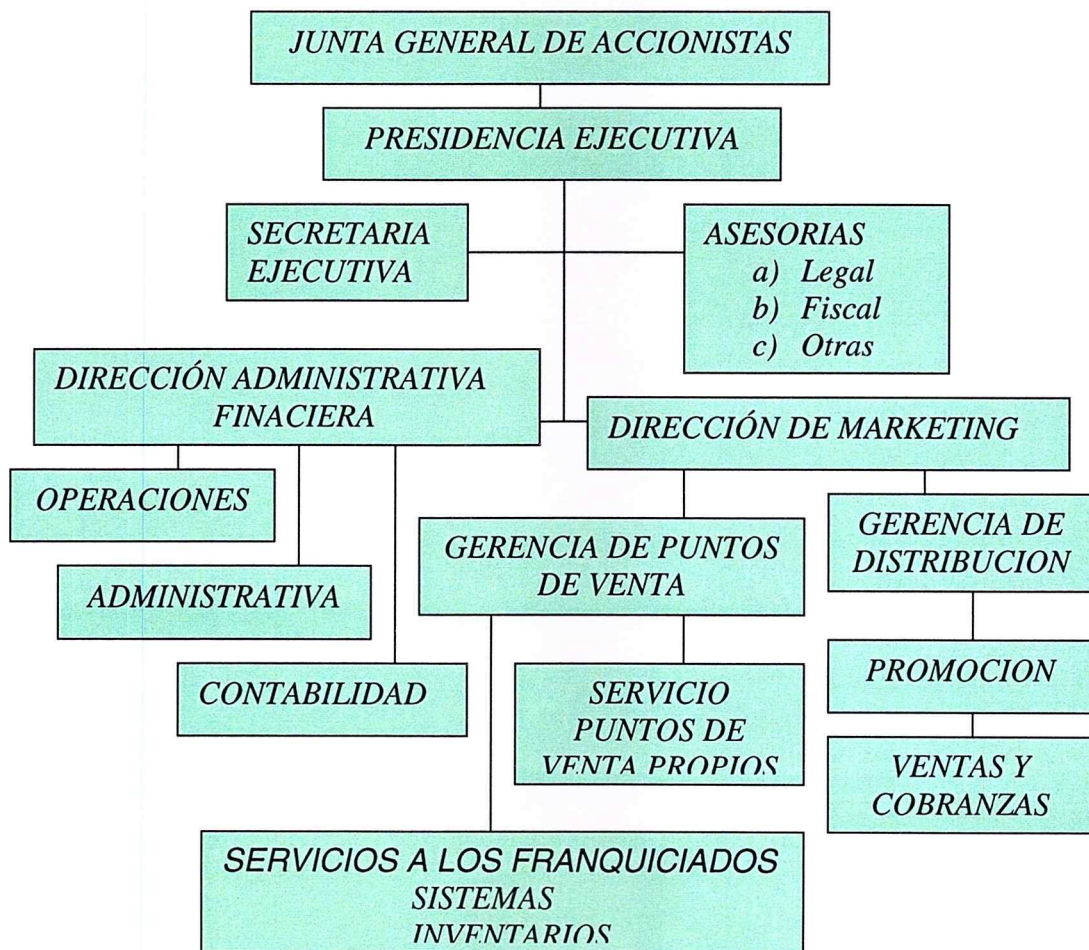 JUNTA GENERAL DE ACCIONISTAS
PRESIDENCIA EJECUTIVA
SECRETARIA
EJECUTIVA
ASESORIAS
a) Legal
b) Fiscal
c) Otras
DIRECCIÓN ADMINISTRATIVA
FINACIERA
DIRECCIÓN DE MARKETING
OPERACIONES
ADMINISTRATIVA
CONTABILIDAD
GERENCIA DE PUNTOS
DE VENTA
GERENCIA DE
DISTRIBUCION
SERVICIO
PUNTOS DE
VENTA PROPIOS
PROMOCION
VENTAS Y
COBRANZAS
SERVICIOS A LOS FRANQUICIADOS
SISTEMAS
INVENTARIOS